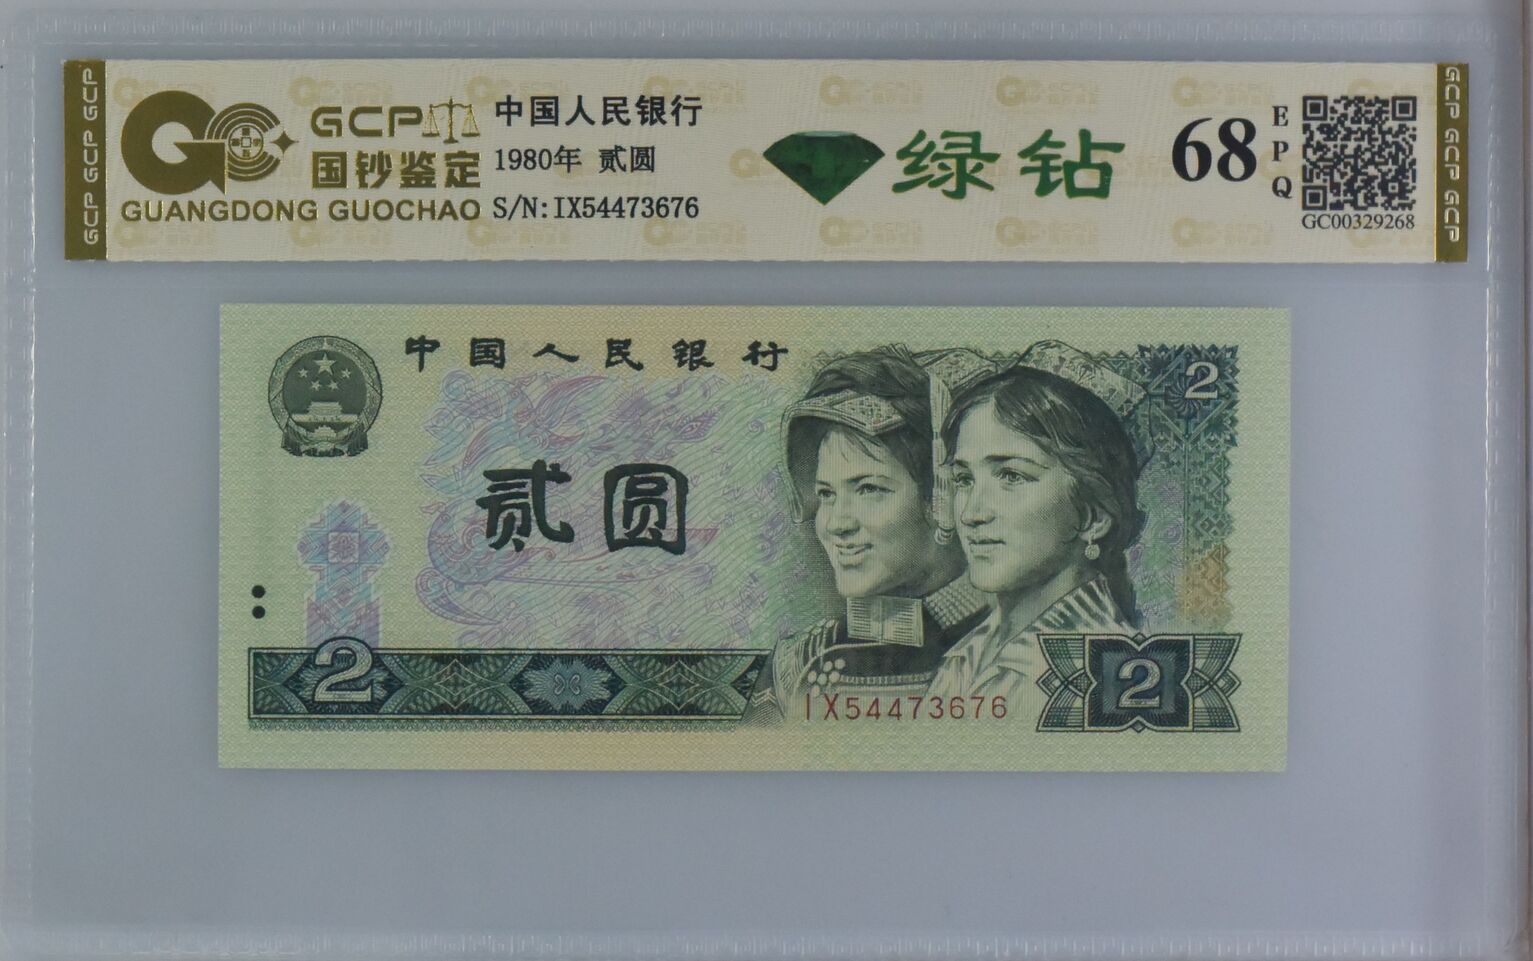 GCP GCP GCP
GCP
国钞鉴定
GUANGDONG GUOCHAO
中国人民银行
1980年 贰圆
S/N:IX54473676
绿钻
68
EPQ
GC00329268
GCP GCP GCP
中国人民银行
2
贰圆
2
IX54473676
2